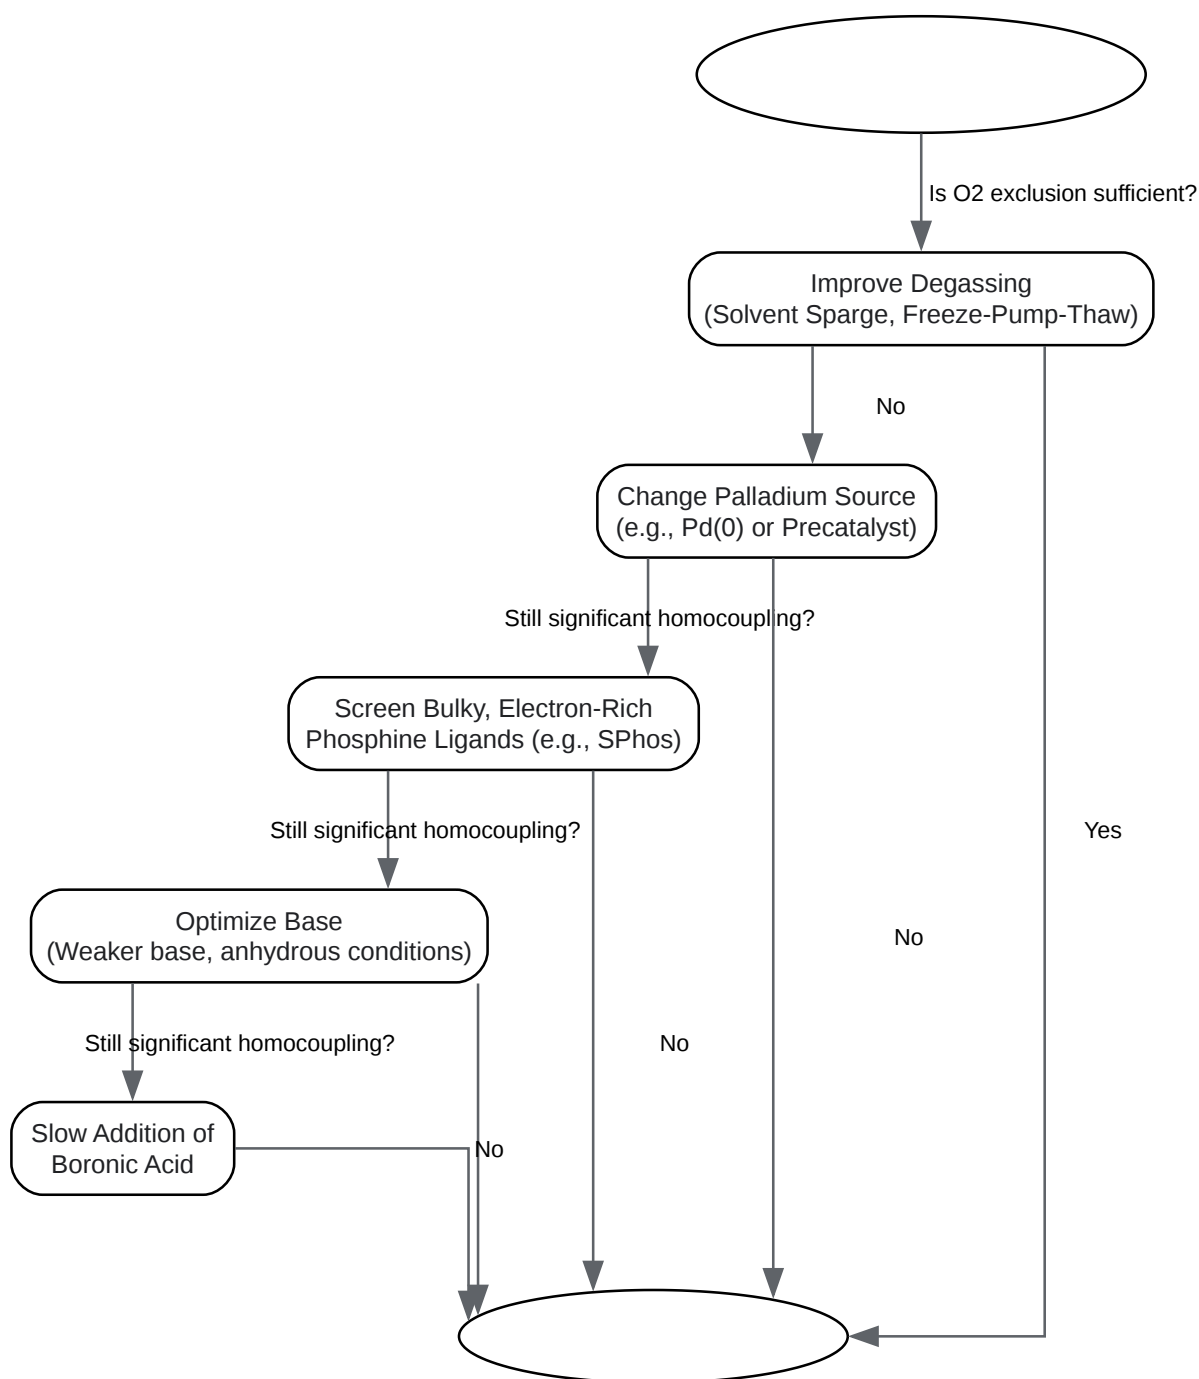 Is O2 exclusion sufficient?
Improve Degassing
(Solvent Sparge, Freeze-Pump-Thaw)
No
Change Palladium Source
(e.g., Pd(0) or Precatalyst)
Still significant homocoupling?
Screen Bulky, Electron-Rich
Phosphine Ligands (e.g., SPhos)
Still significant homocoupling?
Yes
Optimize Base
(Weaker base, anhydrous conditions)
No
Still significant homocoupling?
No
Slow Addition of
Boronic Acid
No